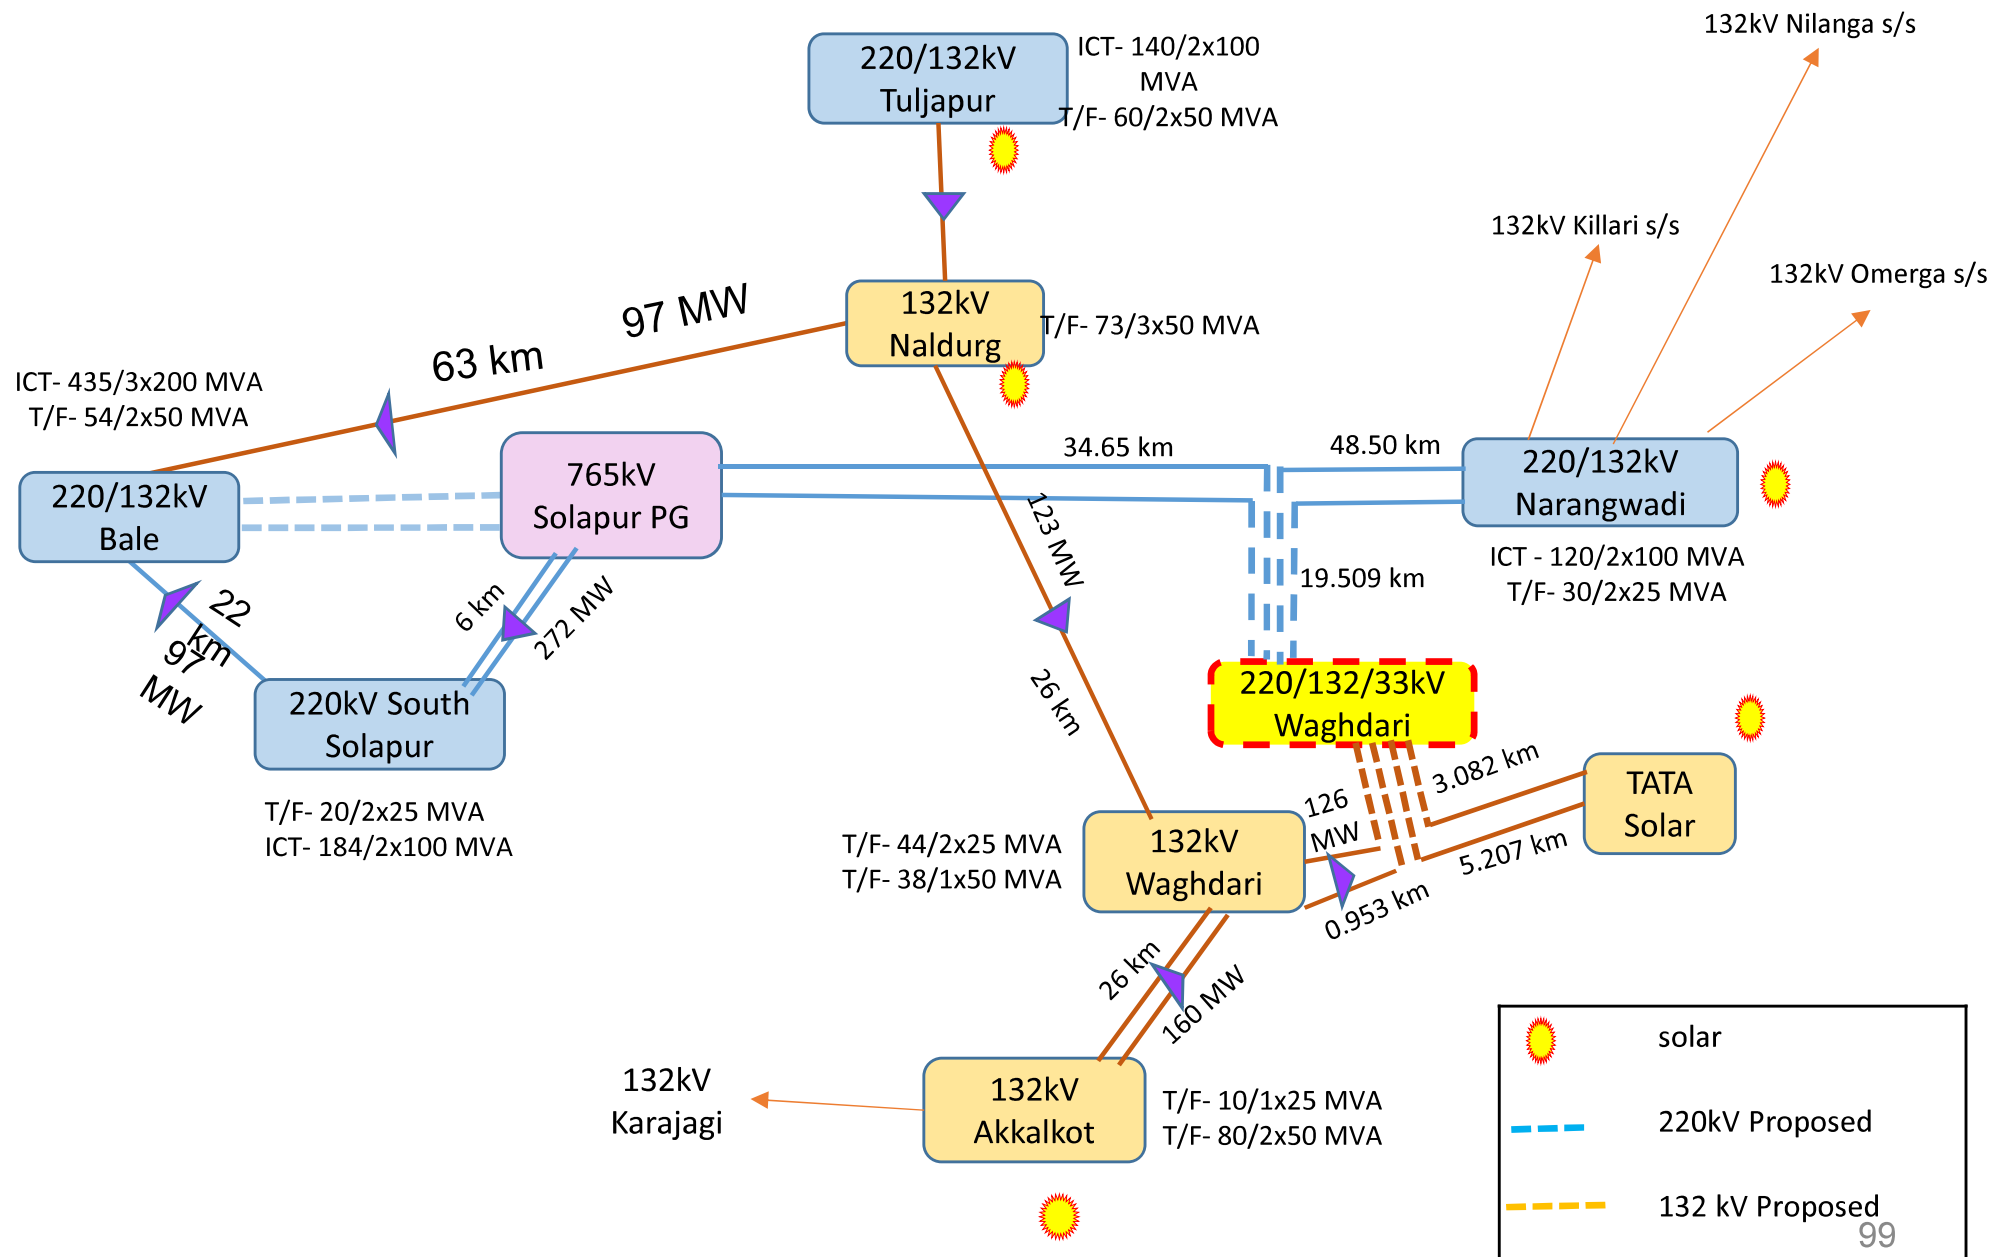 132kV Nilanga s/s
220/132kV
Tuljapur
ICT- 140/2x100
MVA
T/F- 60/2x50 MVA
132kV Killari s/s
132kV Omerga s/s
132kV
Naldurg
T/F- 73/3x50 MVA
97 MW
63 km
ICT- 435/3x200 MVA
T/F- 54/2x50 MVA
220/132kV
Bale
765kV
Solapur PG
34.65 km
48.50 km
220/132kV
Narangwadi
ICT - 120/2x100 MVA
T/F- 30/2x25 MVA
123 MW
19.509 km
6 km
272 MW
22
km
97
MW
220kV South
Solapur
T/F- 20/2x25 MVA
ICT- 184/2x100 MVA
26 km
220/132/33kV
Waghdari
3.082 km
TATA
Solar
126
MW
5.207 km
0.953 km
T/F- 44/2x25 MVA
T/F- 38/1x50 MVA
132kV
Waghdari
26 km
160 MW
132kV
Karajagi
132kV
Akkalkot
T/F- 10/1x25 MVA
T/F- 80/2x50 MVA
solar
220kV Proposed
132 kV Proposed
99